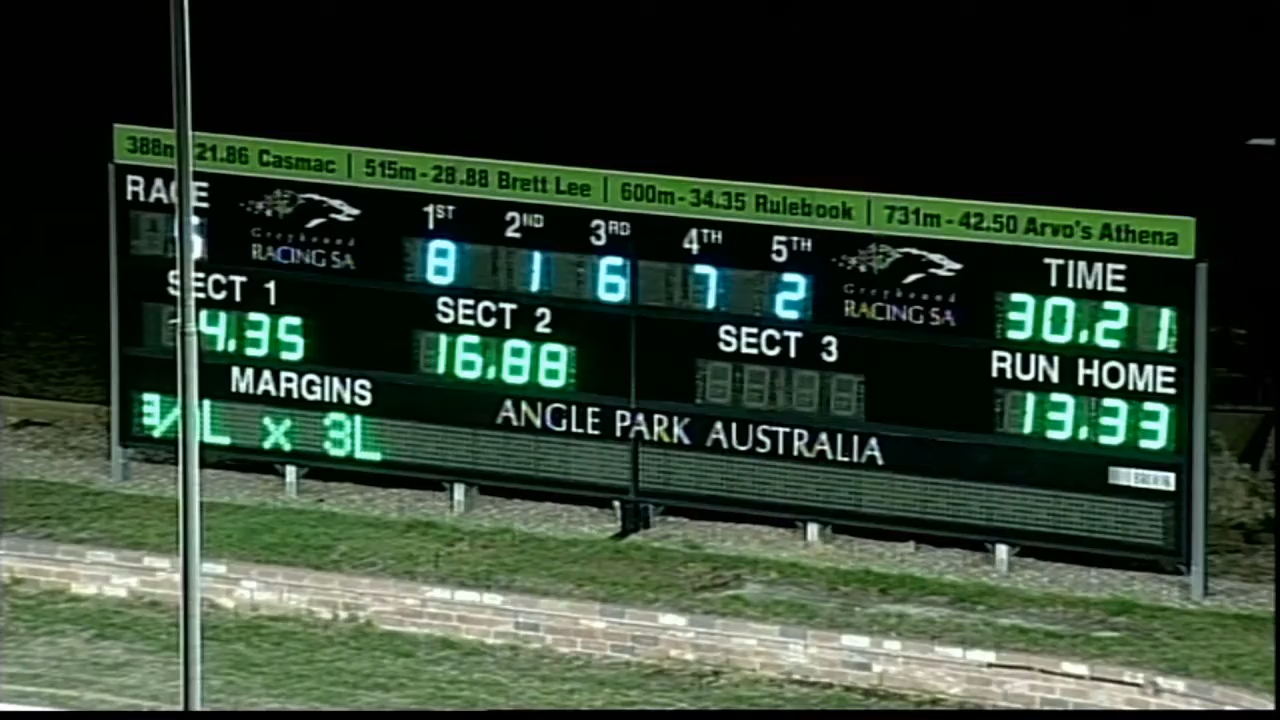 388m 21.86 Casmac | 515m - 28.88 Brett Lee | 600m - 34.35 Rulebook | 731m - 42.50 Arvo's Athena
RACE
Greyhound
RACING SA
1ST 2ND 3RD 4TH 5TH
8 1 6 7 2
Greyhound
RACING SA
TIME
30.21
SECT 1
4.35
SECT 2
16.88
SECT 3
RUN HOME
13.33
MARGINS
L x 3L
ANGLE PARK AUSTRALIA